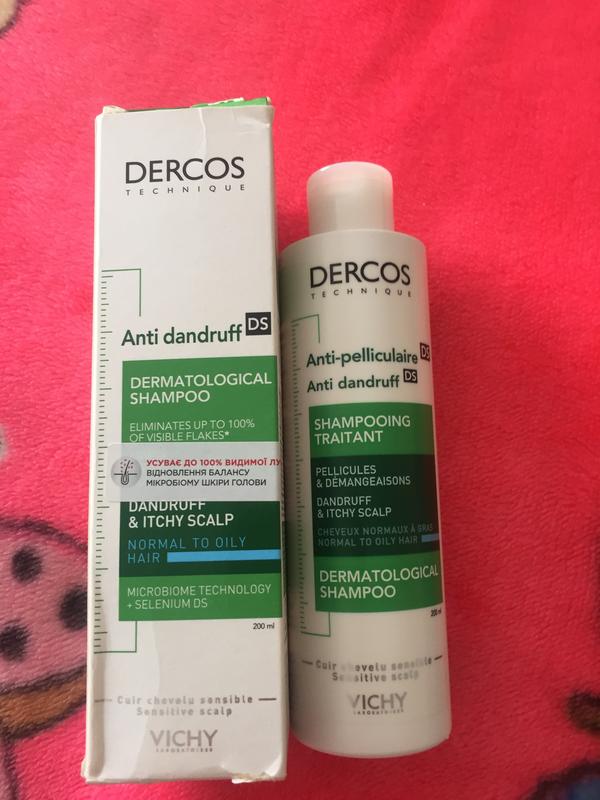 DERCOS
TECHNIQUE
Anti dandruff DS
DERMATOLOGICAL
SHAMPOO
ELIMINATES UP TO 100%
OF VISIBLE FLAKES*
УСУВАЄ ДО 100% ВИДИМОЇ ЛУ
ВІДНОВЛЕННЯ БАЛАНСУ
МІКРОБІОМУ ШКІРИ ГОЛОВИ
DANDRUFF
& ITCHY SCALP
NORMAL TO OILY
HAIR
MICROBIOME TECHNOLOGY
+ SELENIUM DS
200 ml
Cuir chevelu sensible
Sensitive scalp
VICHY
LABORATOIRES
DERCOS
TECHNIQUE
Anti-pelliculaire DS
Anti dandruff DS
SHAMPOOING
TRAITANT
PELLICULES
& DÉMANGEAISONS
DANDRUFF
& ITCHY SCALP
CHEVEUX NORMAUX À GRAS
NORMAL TO OILY HAIR
DERMATOLOGICAL
SHAMPOO
200 ml
Cuir chevelu sensible
Sensitive scalp
VICHY
LABORATOIRES